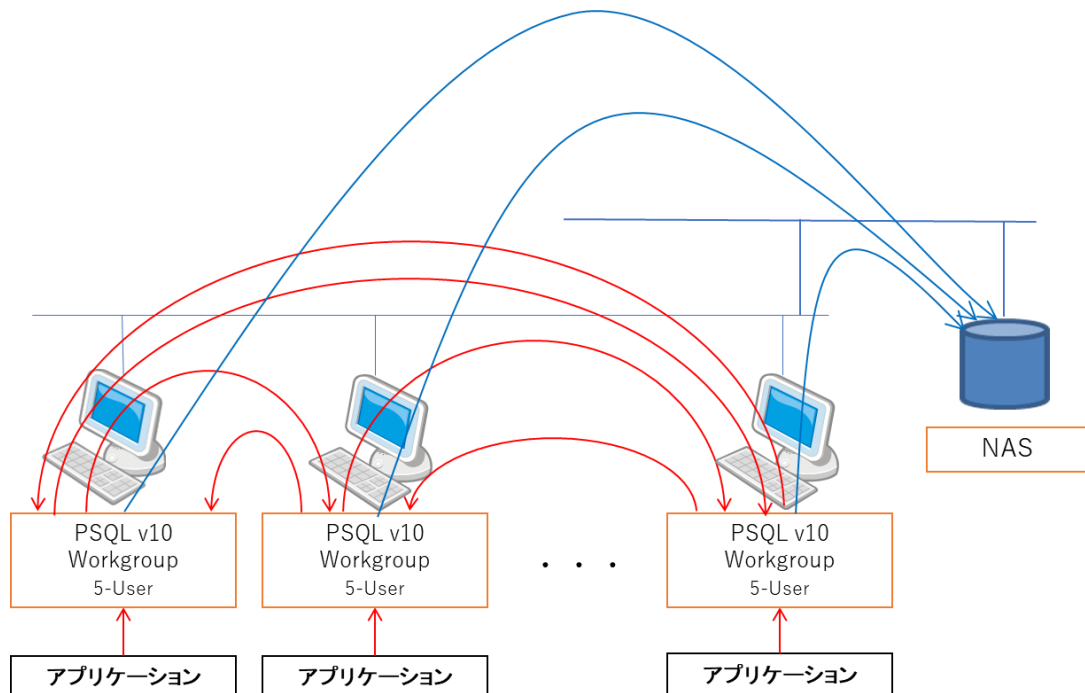 NAS
PSQL v10
Workgroup
5-User
PSQL v10
Workgroup
5-User
・・・
PSQL v10
Workgroup
5-User
アプリケーション
アプリケーション
アプリケーション